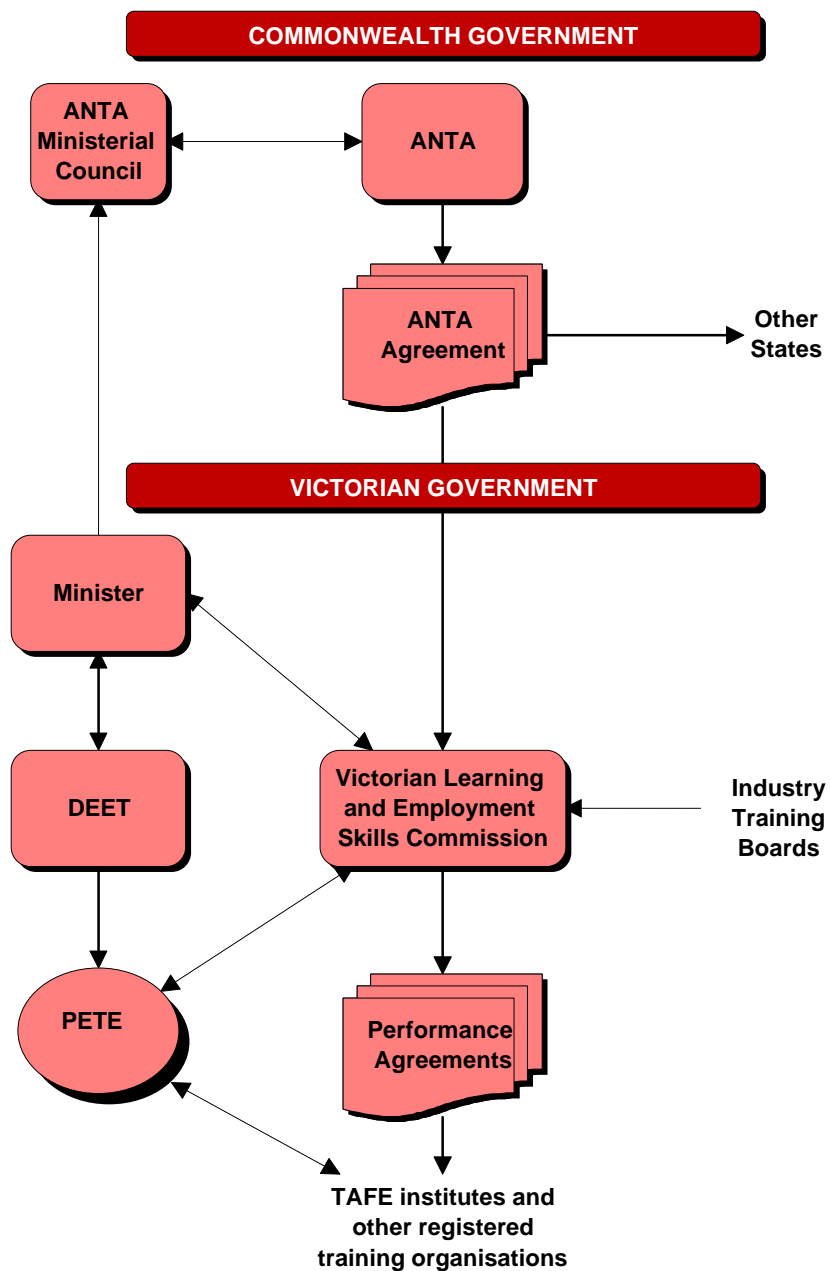 COMMONWEALTH GOVERNMENT
ANTA
Ministerial
Council
ANTA
ANTA
Agreement
Other
States
VICTORIAN GOVERNMENT
Minister
DEET
Victorian Learning
and Employment
Skills Commission
Industry
Training
Boards
PETE
Performance
Agreements
TAFE institutes and
other registered
training organisations